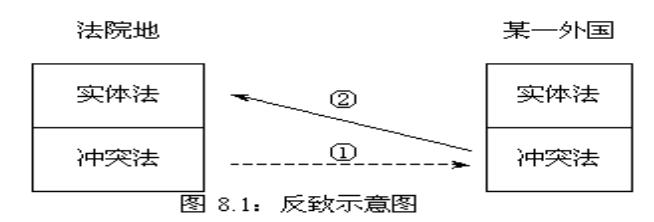 法院地 某一外国
实体法 ② 实体法
冲突法 ① 冲突法
图 8.1：反致示意图